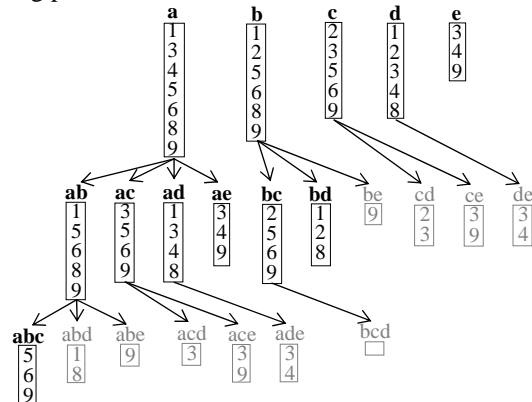 a b c d e
1 1 2 1 3
3 2 3 2 4
4 5 5 3 9
5 6 6 4
6 8 9 8
8 9
9
ab ac ad ae bc bd be cd ce de
1 3 1 3 2 1 9 2 3 3
5 5 3 4 5 2 3 9 4
6 6 4 9 6 8
8 9 8 9
9
abc abd abe acd ace ade bcd
5 1 9 3 3 3
6 8 9 4
9